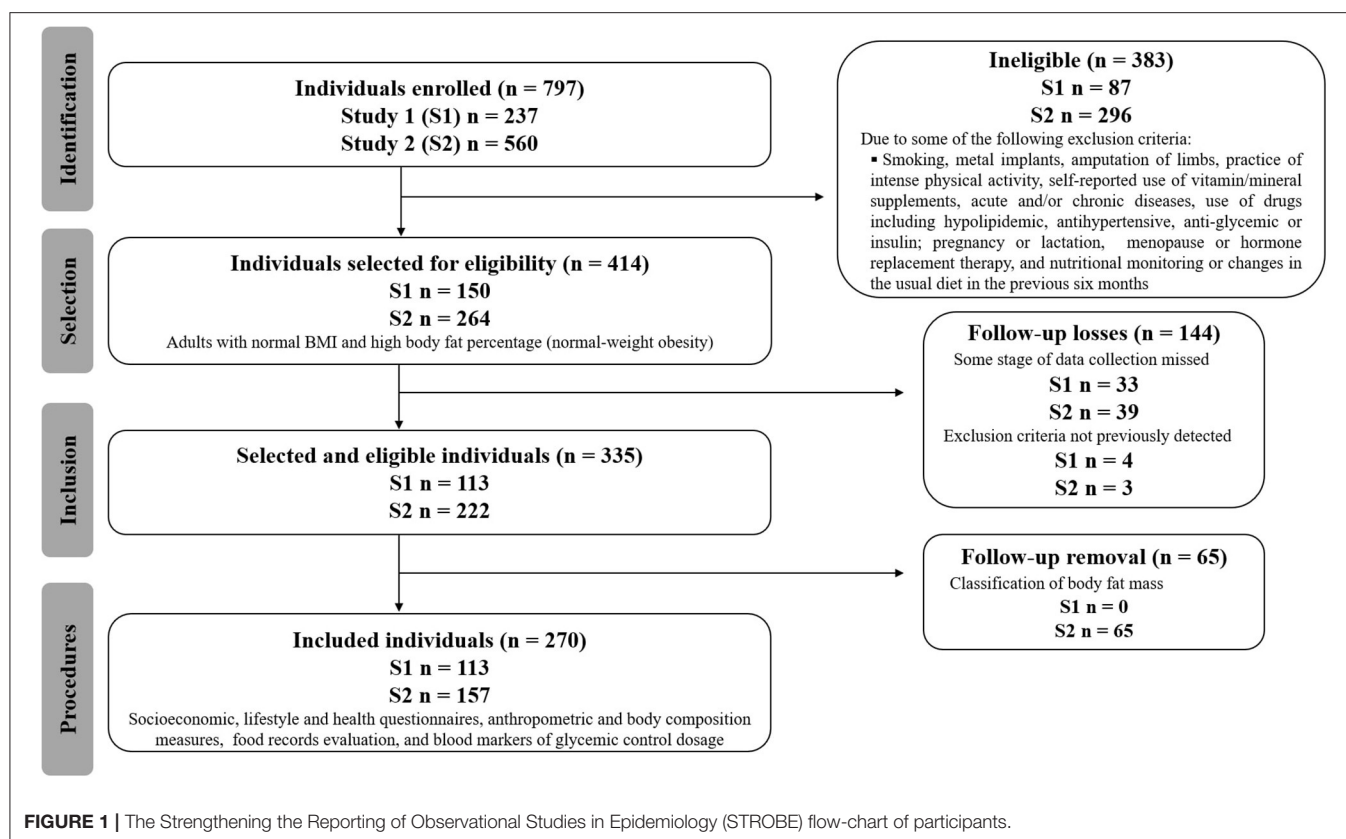 Identification
Individuals enrolled (n = 797)
Study 1 (S1) n = 237
Study 2 (S2) n = 560
Ineligible (n = 383)
S1 n = 87
S2 n = 296
Due to some of the following exclusion criteria:
▪ Smoking, metal implants, amputation of limbs, practice of
intense physical activity, self-reported use of vitamin/mineral
supplements, acute and/or chronic diseases, use of drugs
including hypolipidemic, antihypertensive, anti-glycemic or
insulin; pregnancy or lactation, menopause or hormone
replacement therapy, and nutritional monitoring or changes in
the usual diet in the previous six months
Selection
Individuals selected for eligibility (n = 414)
S1 n = 150
S2 n = 264
Adults with normal BMI and high body fat percentage (normal-weight obesity)
Follow-up losses (n = 144)
Some stage of data collection missed
S1 n = 33
S2 n = 39
Exclusion criteria not previously detected
S1 n = 4
S2 n = 3
Inclusion
Selected and eligible individuals (n = 335)
S1 n = 113
S2 n = 222
Follow-up removal (n = 65)
Classification of body fat mass
S1 n = 0
S2 n = 65
Procedures
Included individuals (n = 270)
S1 n = 113
S2 n = 157
Socioeconomic, lifestyle and health questionnaires, anthropometric and body composition
measures, food records evaluation, and blood markers of glycemic control dosage
FIGURE 1 | The Strengthening the Reporting of Observational Studies in Epidemiology (STROBE) flow-chart of participants.